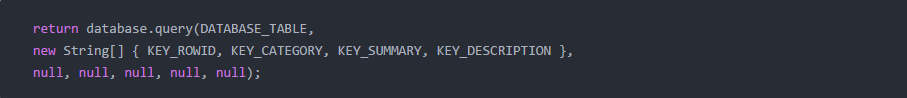 return database.query(DATABASE_TABLE,
new String[] { KEY_ROWID, KEY_CATEGORY, KEY_SUMMARY, KEY_DESCRIPTION },
null, null, null, null, null);